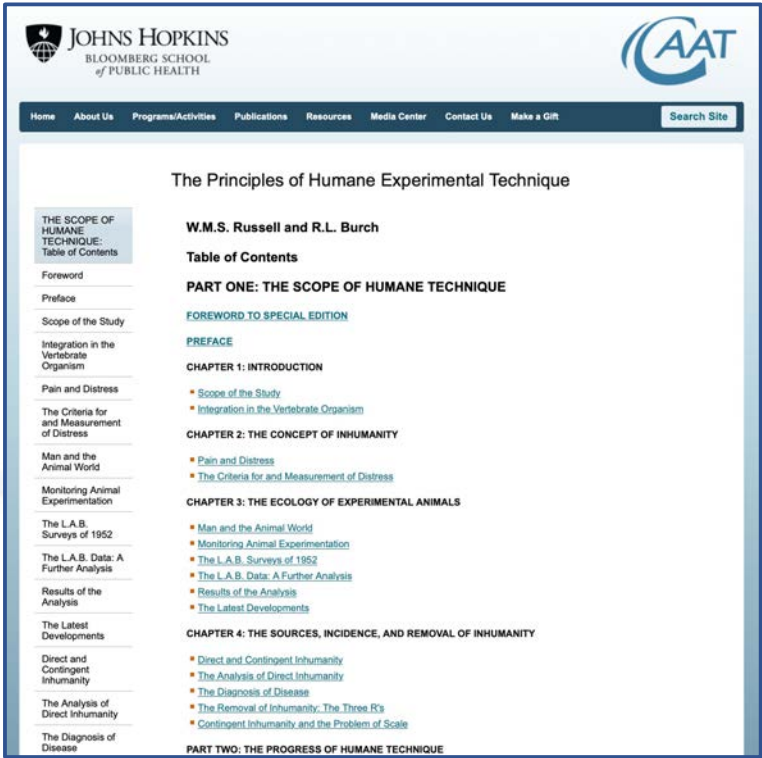 JOHNS HOPKINS
BLOOMBERG SCHOOL
of PUBLIC HEALTH
CAAT
Home About Us Programs/Activities Publications Resources Media Center Contact Us Make a Gift Search Site
The Principles of Humane Experimental Technique
THE SCOPE OF
HUMANE
TECHNIQUE:
Table of Contents
Foreword
Preface
Scope of the Study
Integration in the
Vertebrate
Organism
Pain and Distress
The Criteria for
and Measurement
of Distress
Man and the
Animal World
Monitoring Animal
Experimentation
The L.A.B.
Surveys of 1952
The L.A.B. Data: A
Further Analysis
Results of the
Analysis
The Latest
Developments
Direct and
Contingent
Inhumanity
The Analysis of
Direct Inhumanity
The Diagnosis of
Disease
W.M.S. Russell and R.L. Burch
Table of Contents
PART ONE: THE SCOPE OF HUMANE TECHNIQUE
FOREWORD TO SPECIAL EDITION
PREFACE
CHAPTER 1: INTRODUCTION
Scope of the Study
Integration in the Vertebrate Organism
CHAPTER 2: THE CONCEPT OF INHUMANITY
Pain and Distress
The Criteria for and Measurement of Distress
CHAPTER 3: THE ECOLOGY OF EXPERIMENTAL ANIMALS
Man and the Animal World
Monitoring Animal Experimentation
The L.A.B. Surveys of 1952
The L.A.B. Data: A Further Analysis
Results of the Analysis
The Latest Developments
CHAPTER 4: THE SOURCES, INCIDENCE, AND REMOVAL OF INHUMANITY
Direct and Contingent Inhumanity
The Analysis of Direct Inhumanity
The Diagnosis of Disease
The Removal of Inhumanity: The Three R's
Contingent Inhumanity and the Problem of Scale
PART TWO: THE PROGRESS OF HUMANE TECHNIQUE